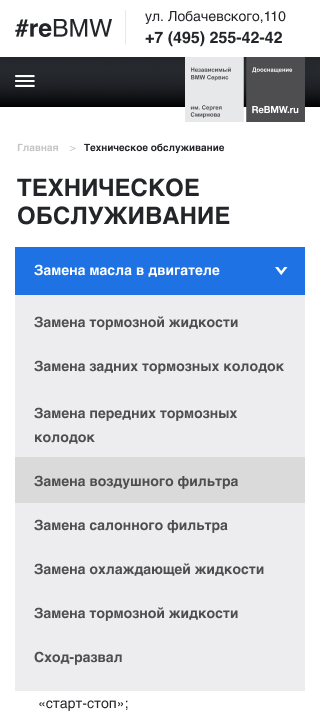 #reBMW
ул. Лобачевского,110
+7 (495) 255-42-42
Независимый
BMW Сервис
им. Сергея
Смирнова
Дооснащение
ReBMW.ru
Главная > Техническое обслуживание
ТЕХНИЧЕСКОЕ
ОБСЛУЖИВАНИЕ
Замена масла в двигателе
Замена тормозной жидкости
Замена задних тормозных колодок
Замена передних тормозных
колодок
Замена воздушного фильтра
Замена салонного фильтра
Замена охлаждающей жидкости
Замена тормозной жидкости
Сход-развал
«старт-стоп»;